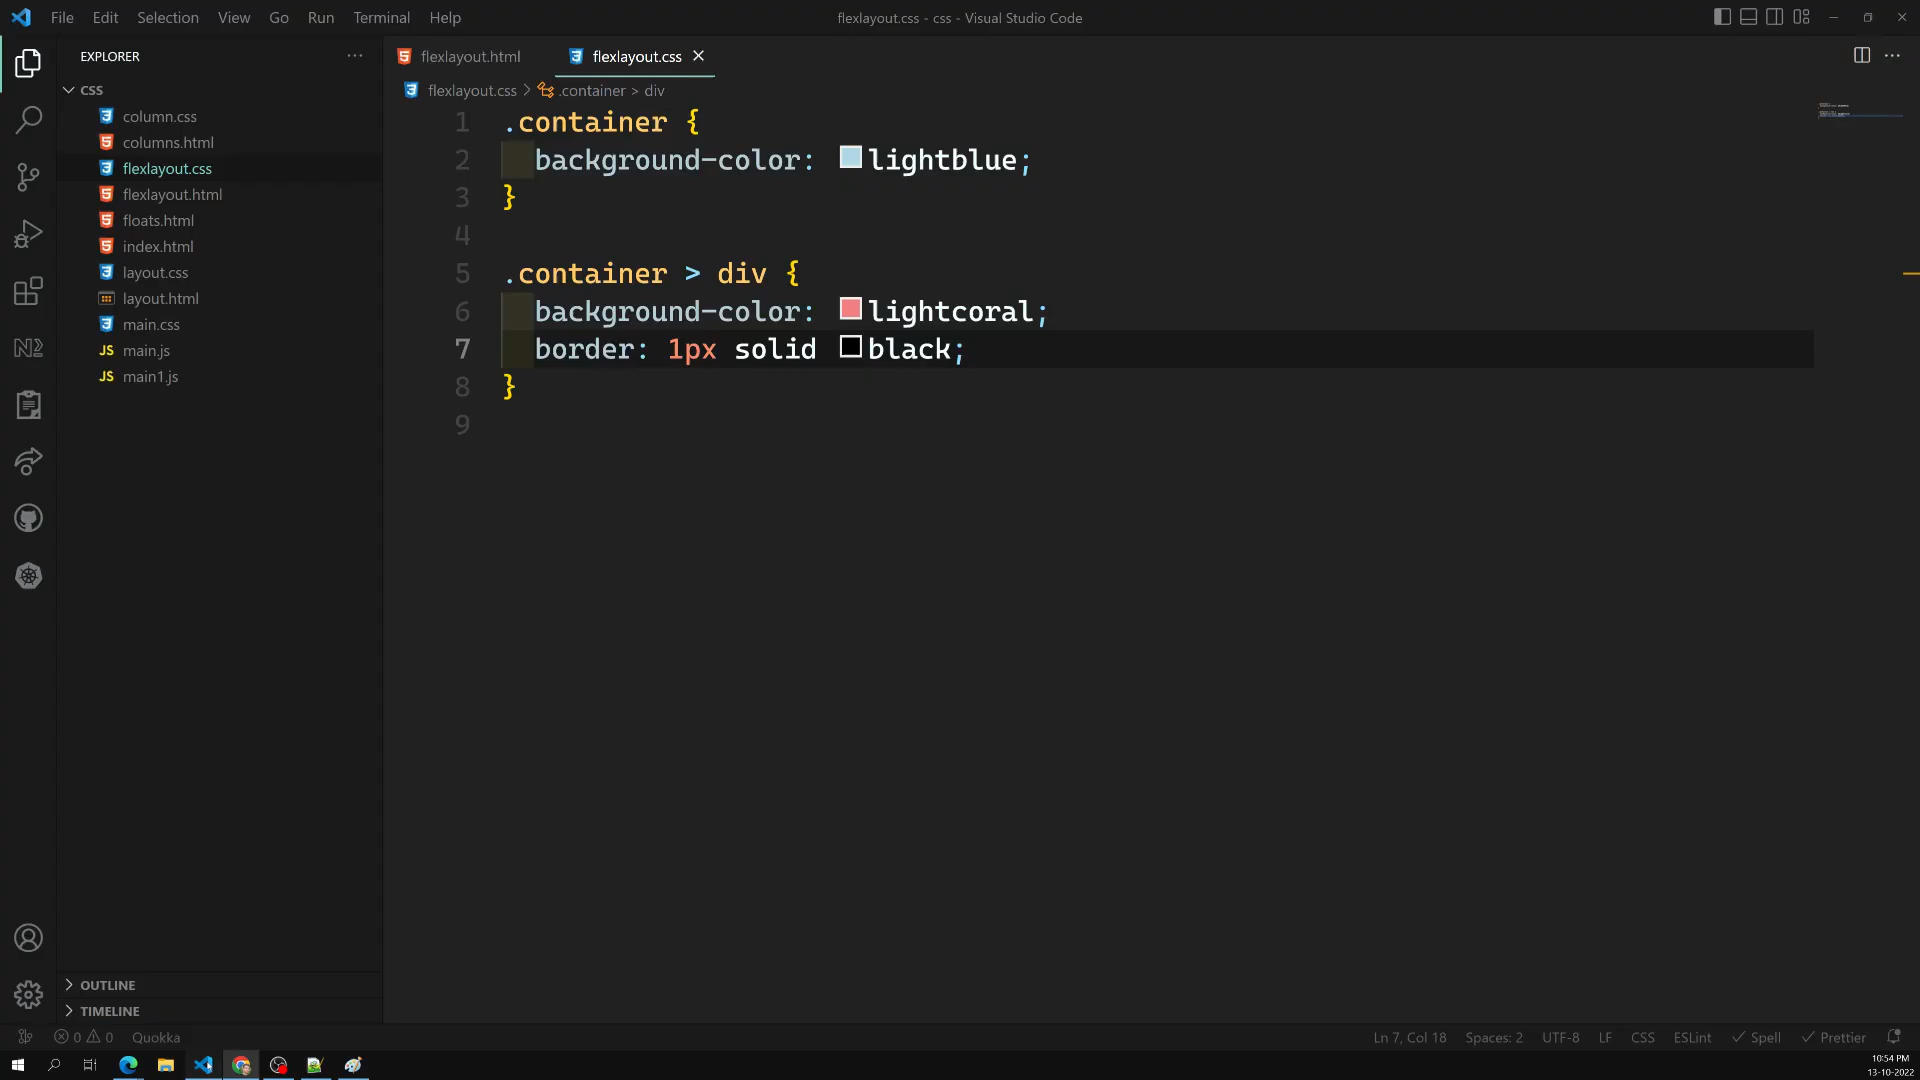 File Edit Selection View Go Run Terminal Help
flexlayout.css - css - Visual Studio Code
EXPLORER
CSS
column.css
columns.html
flexlayout.css
flexlayout.html
floats.html
index.html
layout.css
layout.html
main.css
JS main.js
JS main1.js
OUTLINE
TIMELINE
flexlayout.html
flexlayout.css
flexlayout.css > .container > div
1 .container {
2 background-color: lightblue;
3 }
4
5 .container > div {
6 background-color: lightcoral;
7 border: 1px solid black;
8 }
9
0 0 Quokka
Ln 7, Col 18 Spaces: 2 UTF-8 LF CSS ESLint Spell Prettier
10:54 PM
13-10-2022